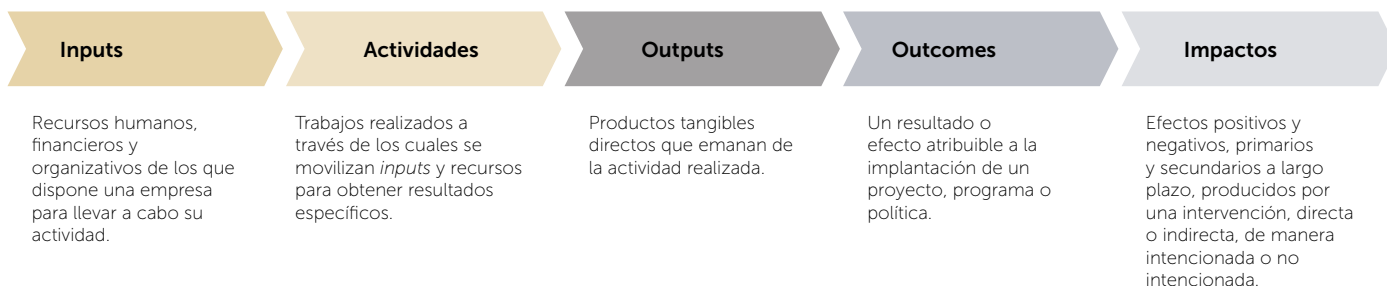 Inputs
Actividades
Outputs
Outcomes
Impactos
Recursos humanos,
financieros y
organizativos de los que
dispone una empresa
para llevar a cabo su
actividad.
Trabajos realizados a
través de los cuales se
movilizan inputs y recursos
para obtener resultados
específicos.
Productos tangibles
directos que emanan de
la actividad realizada.
Un resultado o
efecto atribuible a la
implantación de un
proyecto, programa o
política.
Efectos positivos y
negativos, primarios
y secundarios a largo
plazo, producidos por
una intervención, directa
o indirecta, de manera
intencionada o no
intencionada.